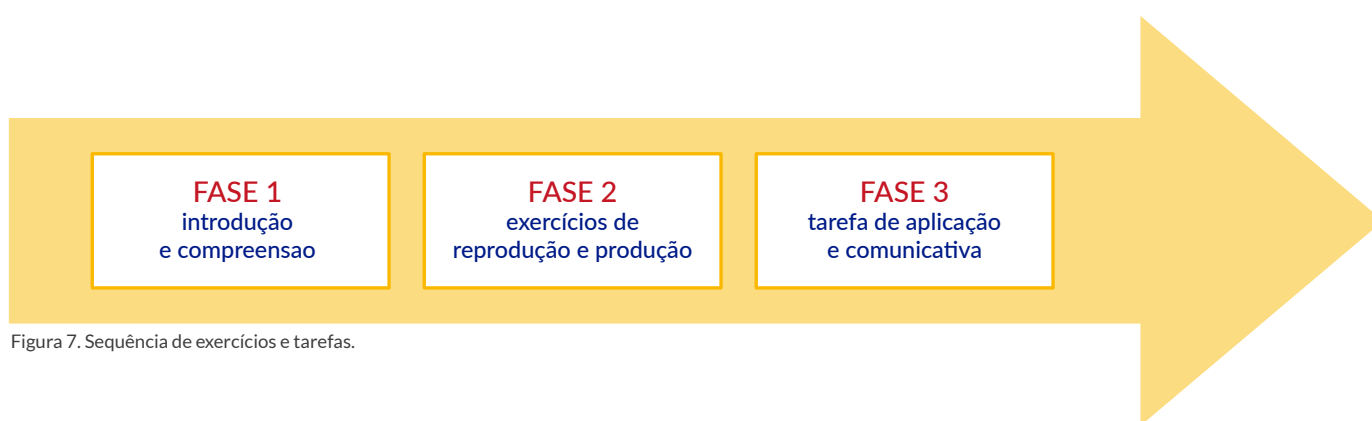 FASE 1
introdução
e compreensao
FASE 2
exercícios de
reprodução e produção
FASE 3
tarefa de aplicação
e comunicativa
Figura 7. Sequência de exercícios e tarefas.